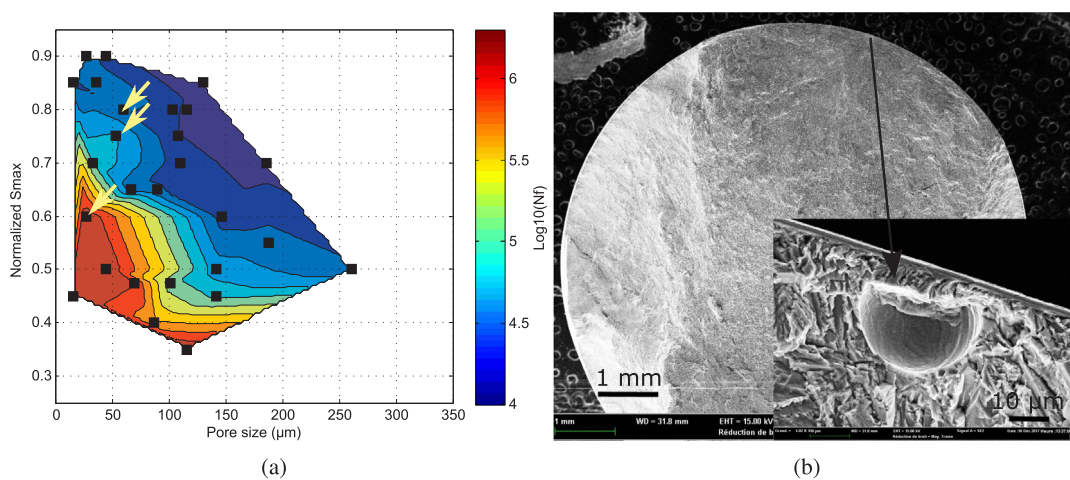 0.9
0.8
0.7
0.6
0.5
0.4
0.3
Normalized Smax
0 50 100 150 200 250 300 350
Pore size (μm)
6
5.5
5
4.5
4
Log10(Nf)
(a)
1 mm
1 mm WD = 31.8 mm EHT = 15.00 kV
Réduction de b
10 μm
(b)